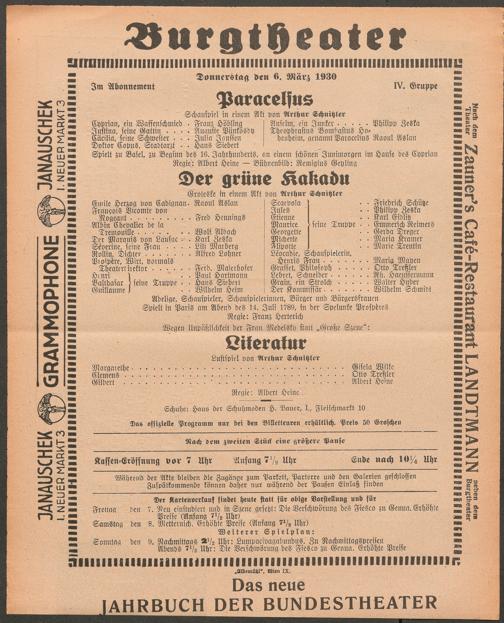 Burgtheater
Donnerstag den 6. März 1930
Im Abonnement IV. Gruppe
Paracelsus
Schauspiel in einem Akt von Arthur Schnitzler
Cyprian, ein Waffenschmied · Franz Höbling
Justina, seine Gattin
Cäcilia, seine Schwester · Julia Janssen
Doktor Copus, Stadtarzt · Hans Siebert
Anselm, ein Junker · · · · Philipp Zeska
Theophrastus Bombastus Ho-
henheim, genannt Paracelsus Raoul Aslan
Spielt zu Basel, zu Beginn des 16. Jahrhunderts, an einem schönen Junimorgen im Hause des Cyprian
Regie: Albert Heine — Bühnenbild: Remigius Geyling
Der grüne Kakadu
Groteske in einem Akt von Arthur Schnitzler
Emile Herzog von Cadignan · Raoul Aslan
François Vicomte von
Nogeant · · · · · Fred Hennings
Albin Chevalier de la
Tremouille · · · · Wolf Albach
Der Marquis von Lansac · Karl Zeska
Séverine, seine Frau · · · Lili Marberg
Rollin, Dichter · · · · · Alfred Lohner
Prospère, Wirt, vormals
Theaterdirektor · · · · Ferd. Maierhofer
Henri
Balthasar
Guillaume
seine Truppe
Paul Hartmann
Hans Siebert
Wilhelm Heim
Scaevola
Jules
Etienne
Maurice
Georgette
Michette
Flipotte
seine Truppe
Friedrich Schütz
Philipp Zeska
Karl Eidlitz
Emmerich Reimers
Maria Kramer
Léocadie, Schauspielerin,
Henris Frau · · · · · Maria Mayen
Grasset, Philosoph · · · · Otto Treßler
Lebret, Schneider
Grain, ein Strolch · · · · Walter Huber
Der Kommissär · · · · · Wilhelm Schmidt
Adelige, Schauspieler, Schauspielerinnen, Bürger und Bürgersfrauen
Spielt in Paris am Abend des 14. Juli 1789, in der Spelunke Prospères
Regie: Franz Herterich
Wegen Unpäßlichkeit der Frau Medelsky statt „Große Szene“:
Literatur
Lustspiel von Arthur Schnitzler
Margarethe · · · · · Gisela Wilke
Clemens · · · · · Otto Treßler
Gilbert · · · · · Albert Heine
Regie: Albert Heine
Schuhe: Haus der Schuhmoden H. Bauer, I., Fleischmarkt 10
Das offizielle Programm nur bei den Billetteuren erhältlich. Preis 50 Groschen
Nach dem zweiten Stück eine größere Pause
Kassen-Eröffnung vor 7 Uhr Anfang 7½ Uhr Ende nach 10¼ Uhr
Während der Akte bleiben die Zugänge zum Parkett, Parterre und den Galerien geschlossen
Zuspätkommende können daher nur während der Pausen Einlaß finden
Der Kartenverkauf findet heute statt für obige Vorstellung und für
Freitag den 7. Neu einstudiert und in Szene gesetzt: Die Verschwörung des Fiesco zu Genua. Erhöhte
Preise (Anfang 7½ Uhr)
Samstag den 8. Metternich. Erhöhte Preise (Anfang 7½ Uhr)
Weiterer Spielplan:
Sonntag den 9. Nachmittags 2½ Uhr: Lumpazivagabundus. Zu Nachmittagspreisen
Abends 7½ Uhr: Die Verschwörung des Fiesco zu Genua. Erhöhte Preise
„Elbemühl“, Wien IX.
Das neue
JAHRBUCH DER BUNDESTHEATER
JANAUSCHEK
I. NEUER MARKT 3
GRAMMOPHONE
JANAUSCHEK
I. NEUER MARKT 3
Nach dem
Theater
Zauner's Café-Restaurant LANDTMANN
neben dem
Burgtheater